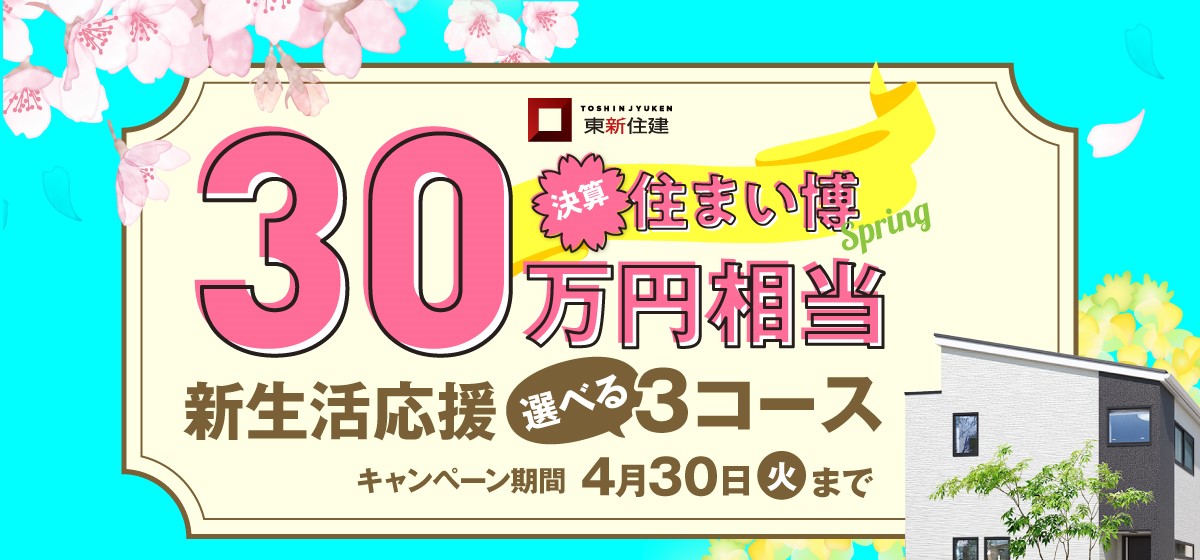 TOSHINJYUKEN
東新住建
決算 住まい博
Spring
30万円相当
新生活応援 選べる 3コース
キャンペーン期間 4月30日火まで